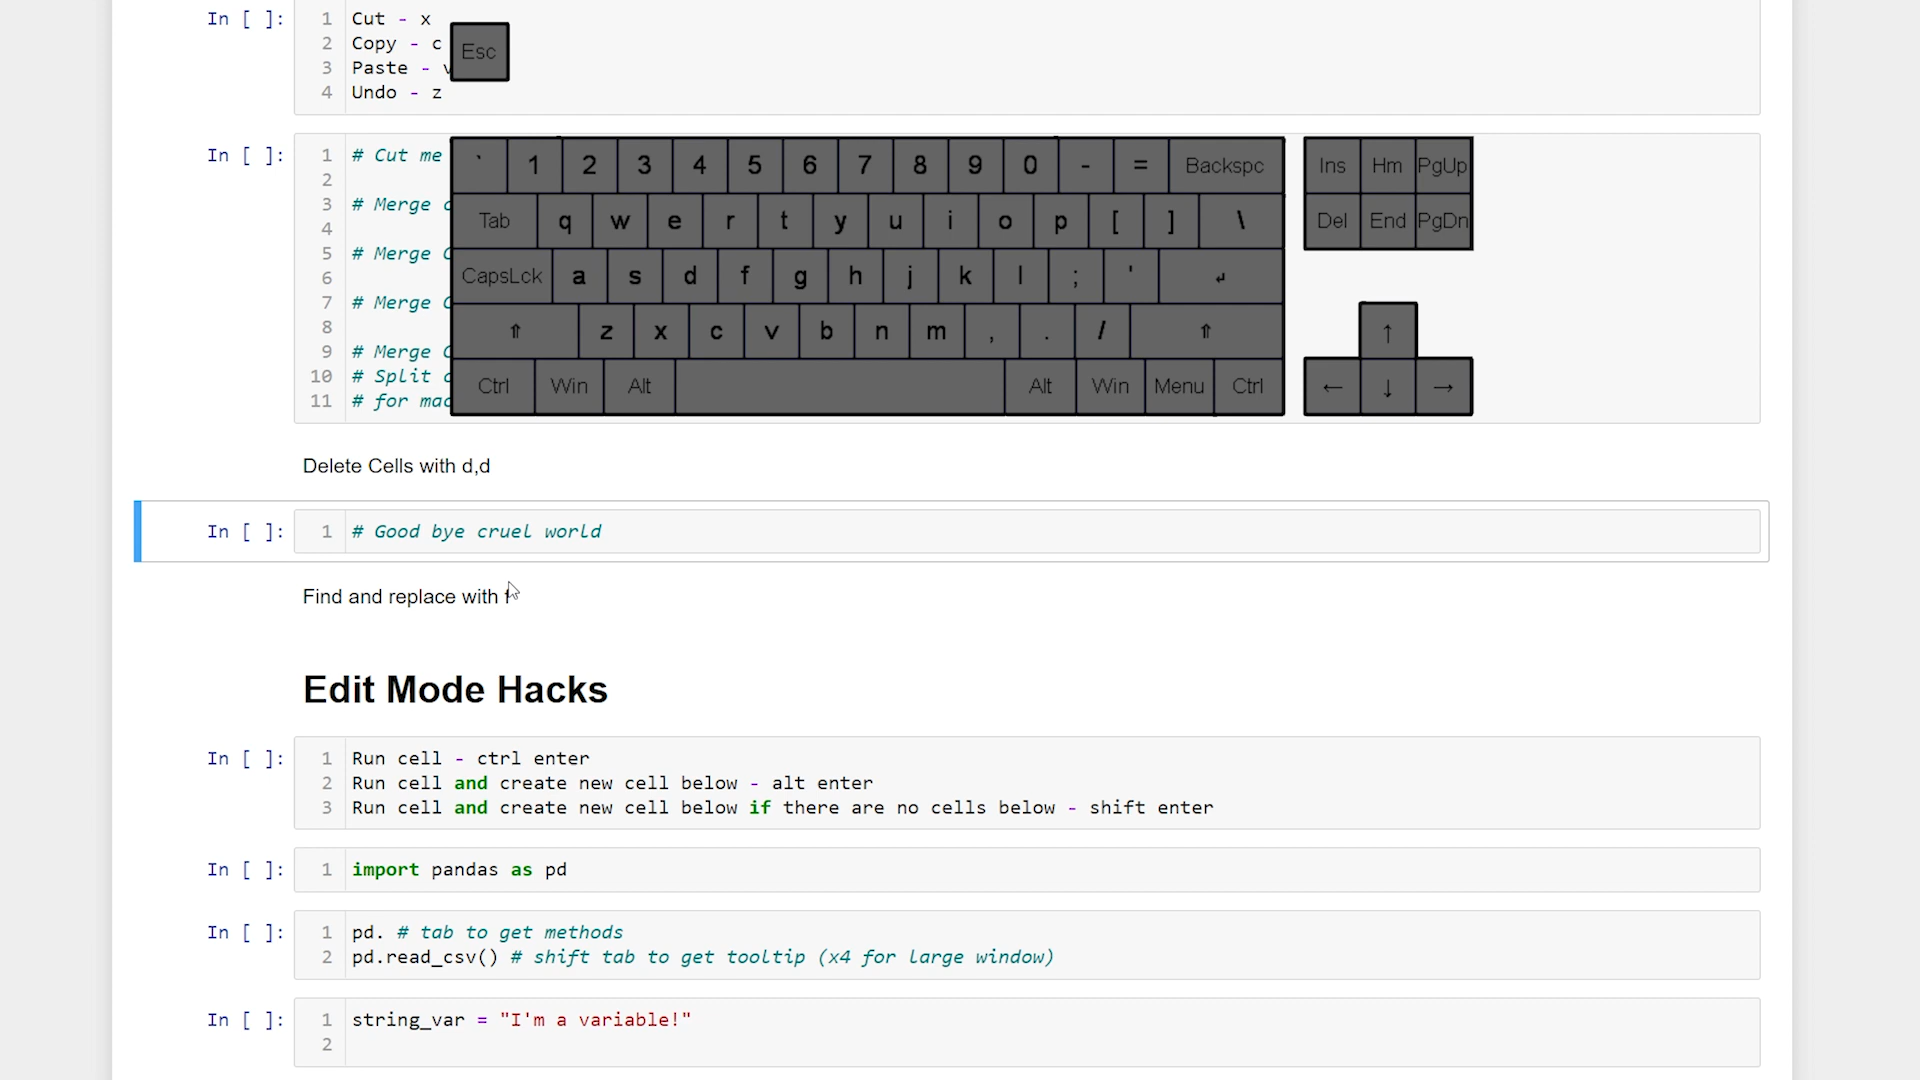 In [ ]:
1 Cut - x
2 Copy - c
3 Paste -
4 Undo - z
Esc
In [ ]:
1 # Cut me
2
3 # Merge
4
5 # Merge
6
7 # Merge
8
9 # Merge
10 # Split
11 # for mac
` 1 2 3 4 5 6 7 8 9 0 - = Backspc
Tab q w e r t y u i o p [ ] \
CapsLck a s d f g h j k l ; ' ↵
⇑ z x c v b n m , . / ⇑
Ctrl Win Alt Alt Win Menu Ctrl
Ins Hm PgUp
Del End PgDn
↑
← ↓ →
Delete Cells with d,d
In [ ]:
1 # Good bye cruel world
Find and replace with
Edit Mode Hacks
In [ ]:
1 Run cell - ctrl enter
2 Run cell and create new cell below - alt enter
3 Run cell and create new cell below if there are no cells below - shift enter
In [ ]:
1 import pandas as pd
In [ ]:
1 pd. # tab to get methods
2 pd.read_csv() # shift tab to get tooltip (x4 for large window)
In [ ]:
1 string_var = "I'm a variable!"
2